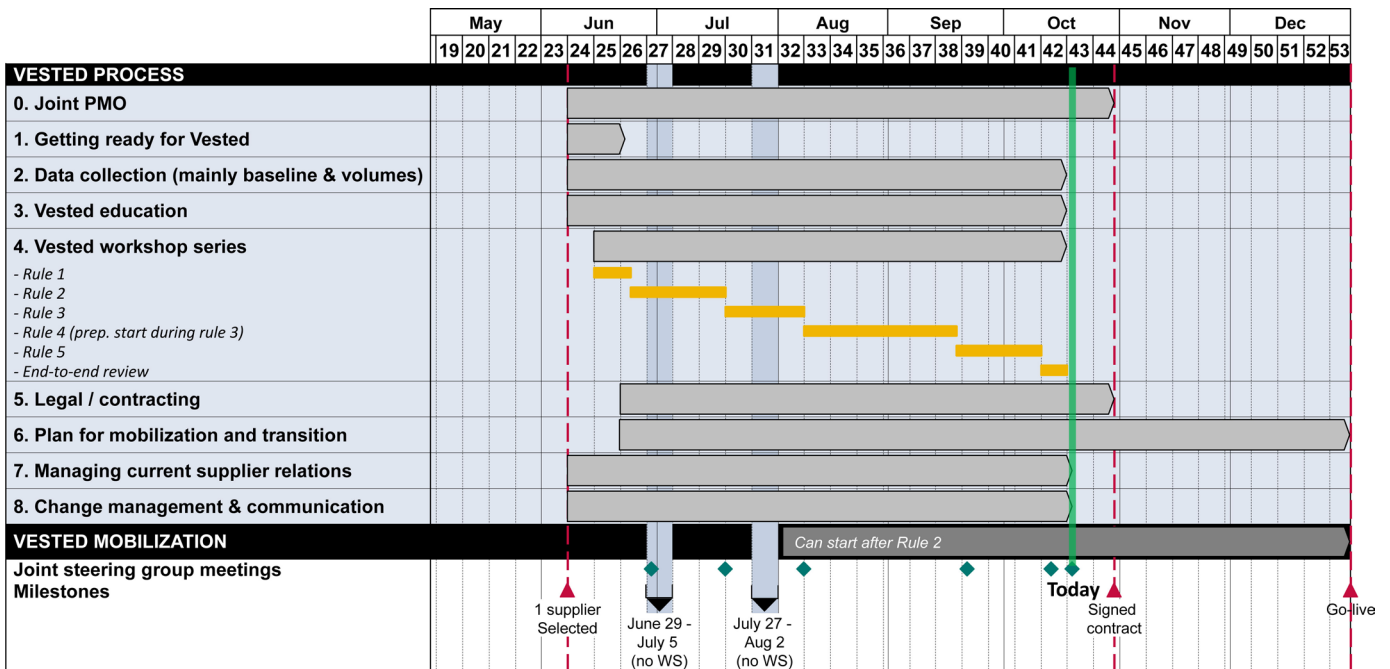 May Jun Jul Aug Sep Oct Nov Dec
19 20 21 22 23 24 25 26 27 28 29 30 31 32 33 34 35 36 37 38 39 40 41 42 43 44 45 46 47 48 49 50 51 52 53
VESTED PROCESS
0. Joint PMO
1. Getting ready for Vested
2. Data collection (mainly baseline & volumes)
3. Vested education
4. Vested workshop series
- Rule 1
- Rule 2
- Rule 3
- Rule 4 (prep. start during rule 3)
- Rule 5
- End-to-end review
5. Legal / contracting
6. Plan for mobilization and transition
7. Managing current supplier relations
8. Change management & communication
VESTED MOBILIZATION
Can start after Rule 2
Joint steering group meetings
Milestones
Today
1 supplier
Selected
June 29 -
July 5
(no WS)
July 27 -
Aug 2
(no WS)
Signed
contract
Go-live